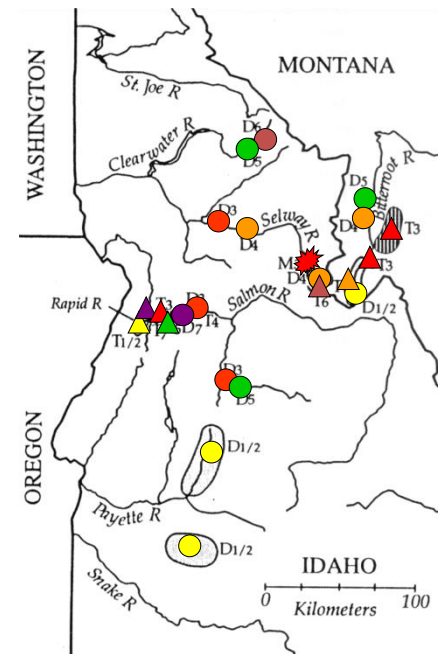 MONTANA
WASHINGTON
St. Joe R
D6
D5
Clearwater R
Bitterroot R
D5
D4
T3
D3
D4
Selway R
T3
D4
T6
D1/2
Salmon R
Rapid R
T3
D3
T4
D7
T1/2
D3
D5
OREGON
D1/2
Payette R
D1/2
Snake R
IDAHO
0 100
Kilometers